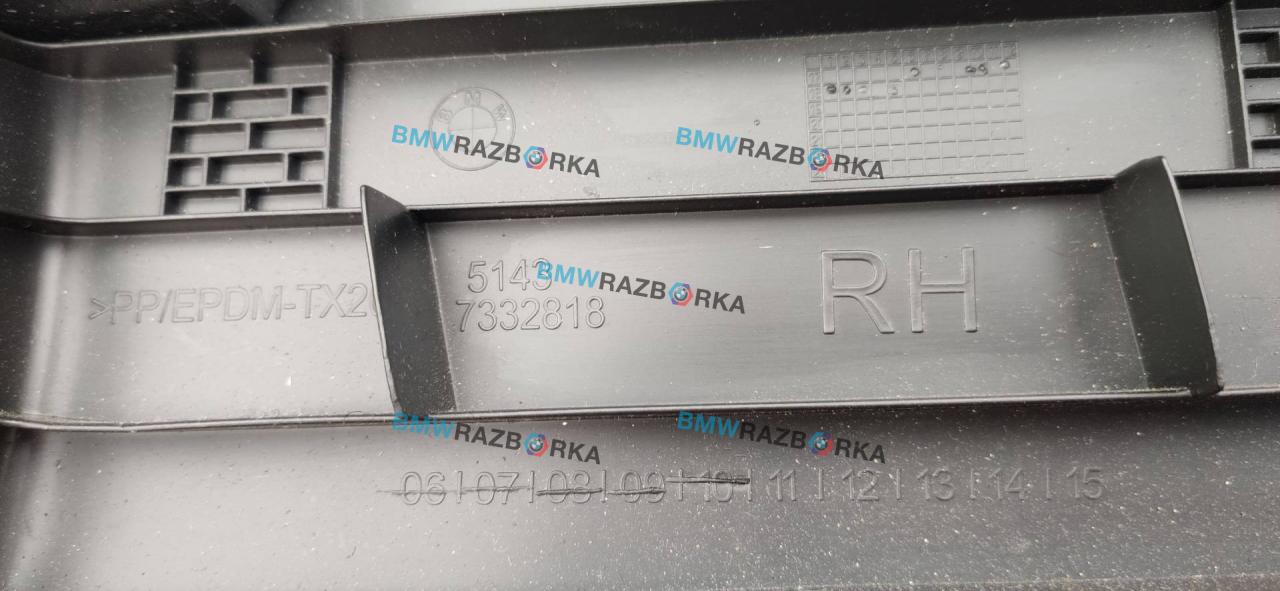 BMW
BMWRAZBORKA
BMWRAZBORKA
>PP/EPDM-TX2
5143
7332818
RH
BMWRAZBORKA
BMWRAZBORKA
BMWRAZBORKA
06 | 07 | 08 | 09 | 10 | 11 | 12 | 13 | 14 | 15